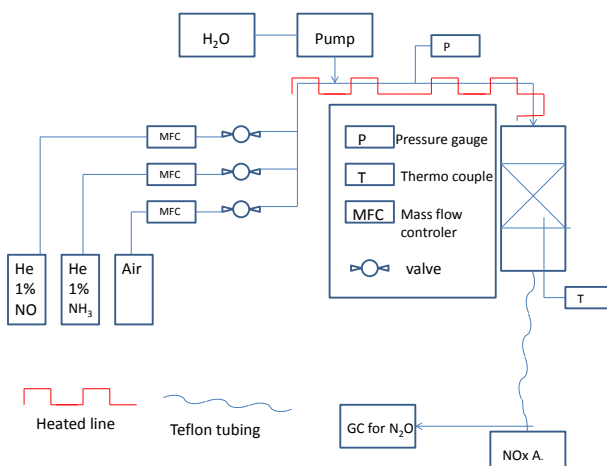 H₂O
Pump
P
MFC
MFC
MFC
P
Pressure gauge
T
Thermo couple
MFC
Mass flow
controler
valve
He
1%
NO
He
1%
NH₃
Air
T
Heated line
Teflon tubing
GC for N₂O
NOx A.